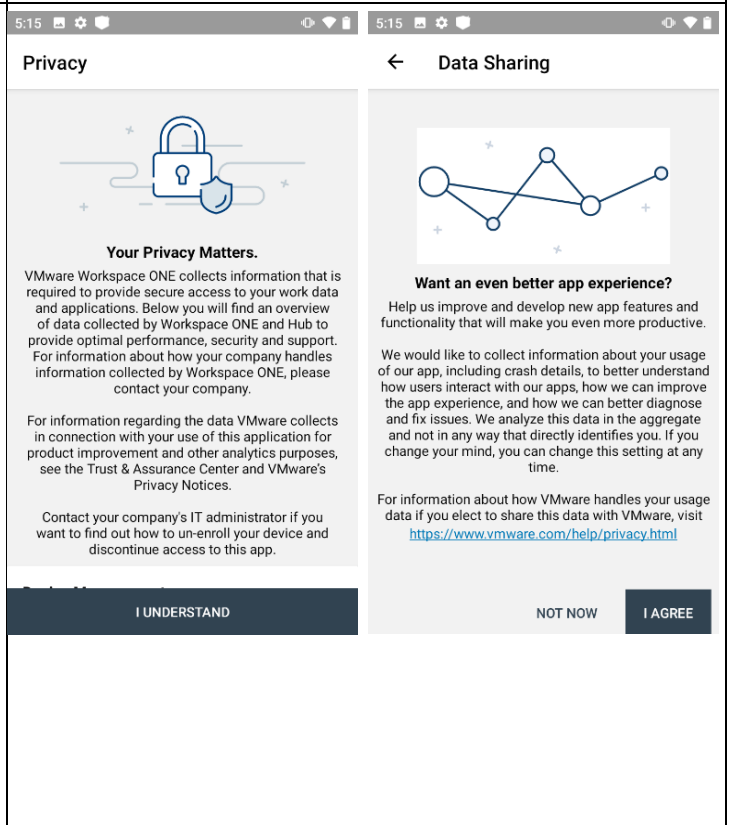 5:15
Privacy
Your Privacy Matters.
VMware Workspace ONE collects information that is
required to provide secure access to your work data
and applications. Below you will find an overview
of data collected by Workspace ONE and Hub to
provide optimal performance, security and support.
For information about how your company handles
information collected by Workspace ONE, please
contact your company.
For information regarding the data VMware collects
in connection with your use of this application for
product improvement and other analytics purposes,
see the Trust & Assurance Center and VMware's
Privacy Notices.
Contact your company's IT administrator if you
want to find out how to un-enroll your device and
discontinue access to this app.
I UNDERSTAND
5:15
Data Sharing
Want an even better app experience?
Help us improve and develop new app features and
functionality that will make you even more productive.
We would like to collect information about your usage
of our app, including crash details, to better understand
how users interact with our apps, how we can improve
the app experience, and how we can better diagnose
and fix issues. We analyze this data in the aggregate
and not in any way that directly identifies you. If you
change your mind, you can change this setting at any
time.
For information about how VMware handles your usage
data if you elect to share this data with VMware, visit
https://www.vmware.com/help/privacy.html
NOT NOW
I AGREE